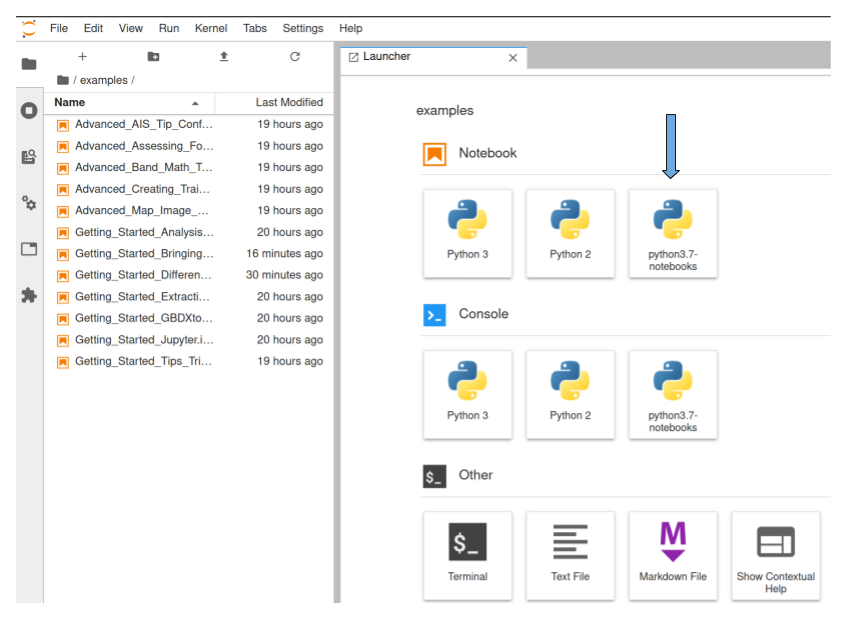 File Edit View Run Kernel Tabs Settings Help
Launcher
/ examples /
Name Last Modified
Advanced_AIS_Tip_Conf... 19 hours ago
Advanced_Assessing_Fo... 19 hours ago
Advanced_Band_Math_T... 19 hours ago
Advanced_Creating_Trai... 19 hours ago
Advanced_Map_Image_... 19 hours ago
Getting_Started_Analysis... 20 hours ago
Getting_Started_Bringing... 16 minutes ago
Getting_Started_Differen... 30 minutes ago
Getting_Started_Extracti... 20 hours ago
Getting_Started_GBDXto... 20 hours ago
Getting_Started_Jupyter.i... 20 hours ago
Getting_Started_Tips_Tri... 19 hours ago
examples
Notebook
Python 3
Python 2
python3.7-
notebooks
>_ Console
Python 3
Python 2
python3.7-
notebooks
$_ Other
$_
Terminal
Text File
M
Markdown File
Show Contextual
Help